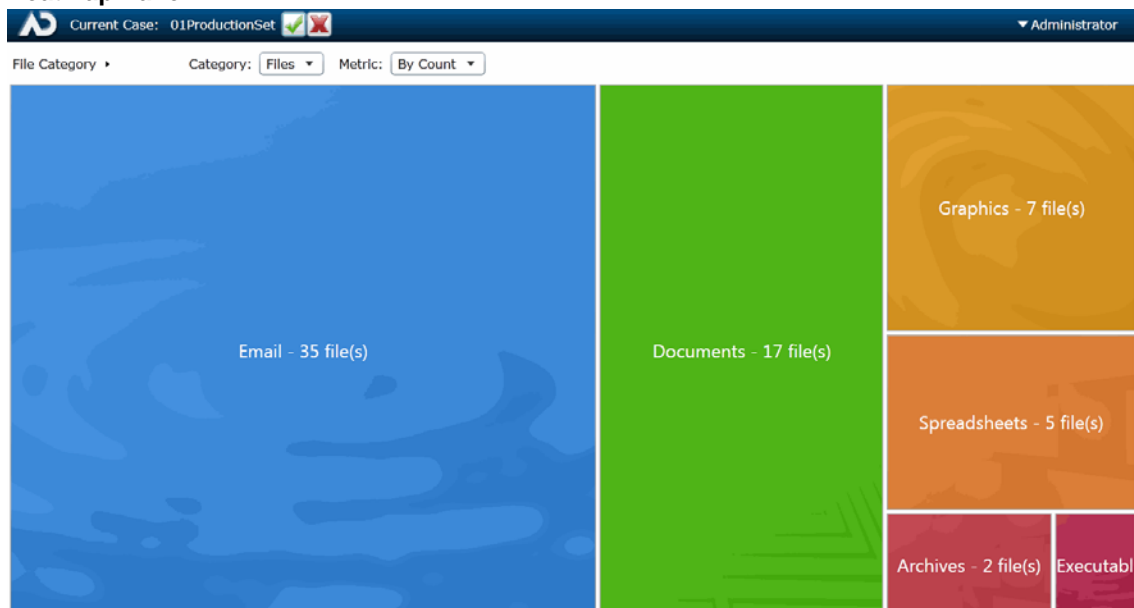 Current Case: 01ProductionSet
Administrator
File Category
Category: Files
Metric: By Count
Email - 35 file(s)
Documents - 17 file(s)
Graphics - 7 file(s)
Spreadsheets - 5 file(s)
Archives - 2 file(s)
Executabl